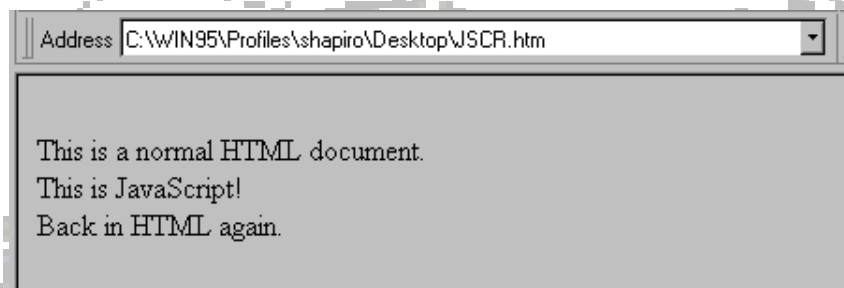 Address C:\WIN95\Profiles\shapiro\Desktop\JSCR.htm
This is a normal HTML document.
This is JavaScript!
Back in HTML again.